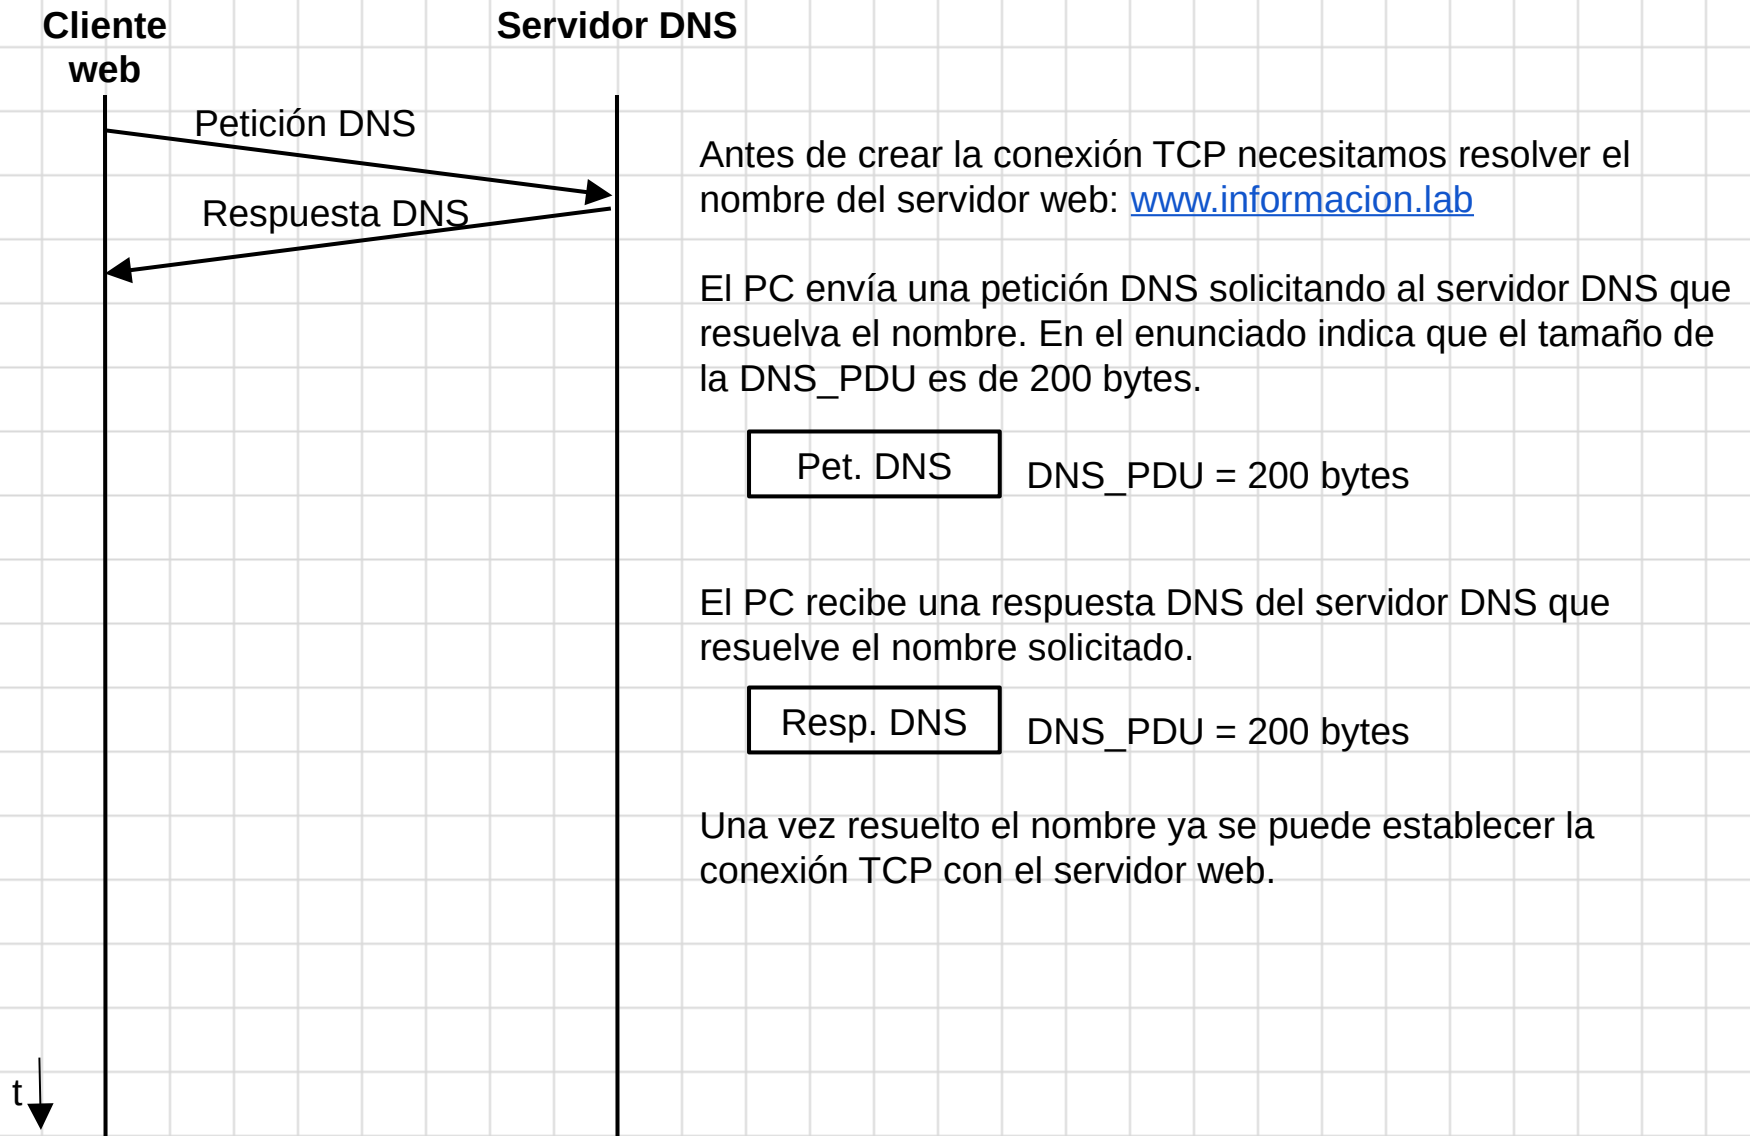 Cliente
web
Servidor DNS
Petición DNS
Respuesta DNS
Antes de crear la conexión TCP necesitamos resolver el
nombre del servidor web: www.informacion.lab
El PC envía una petición DNS solicitando al servidor DNS que
resuelva el nombre. En el enunciado indica que el tamaño de
la DNS_PDU es de 200 bytes.
Pet. DNS
DNS_PDU = 200 bytes
El PC recibe una respuesta DNS del servidor DNS que
resuelve el nombre solicitado.
Resp. DNS
DNS_PDU = 200 bytes
Una vez resuelto el nombre ya se puede establecer la
conexión TCP con el servidor web.
t